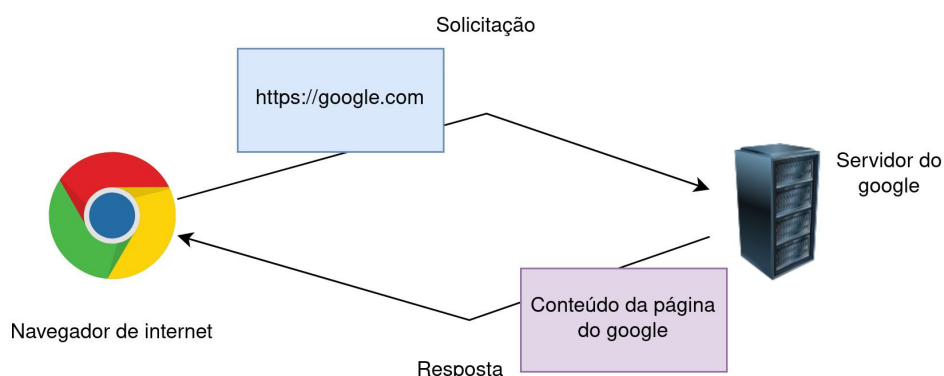 Solicitação
https://google.com
Servidor do
google
Navegador de internet
Conteúdo da página
do google
Resposta